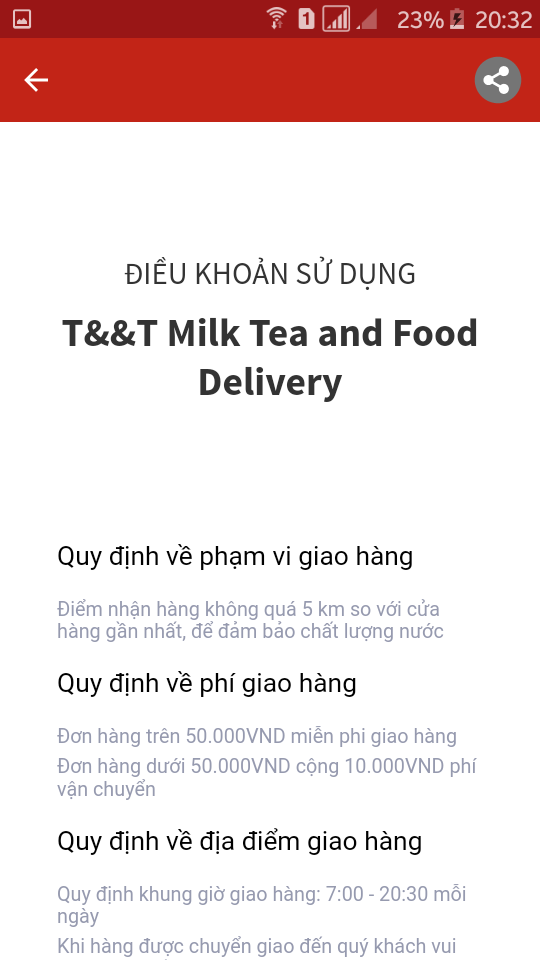 23% 20:32
ĐIỀU KHOẢN SỬ DỤNG
T&&T Milk Tea and Food
Delivery
Quy định về phạm vi giao hàng
Điểm nhận hàng không quá 5 km so với cửa
hàng gần nhất, để đảm bảo chất lượng nước
Quy định về phí giao hàng
Đơn hàng trên 50.000VND miễn phi giao hàng
Đơn hàng dưới 50.000VND cộng 10.000VND phí
vận chuyển
Quy định về địa điểm giao hàng
Quy định khung giờ giao hàng: 7:00 - 20:30 mỗi
ngày
Khi hàng được chuyển giao đến quý khách vui